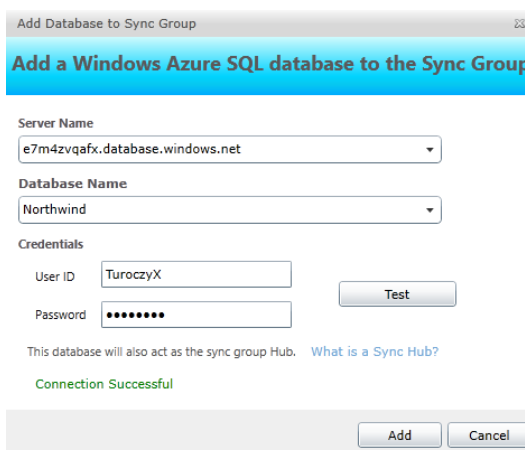 Add Database to Sync Group
Add a Windows Azure SQL database to the Sync Group
Server Name
e7m4zvqafx.database.windows.net
Database Name
Northwind
Credentials
User ID TuroczyX
Test
Password ●●●●●●●●
This database will also act as the sync group Hub. What is a Sync Hub?
Connection Successful
Add Cancel